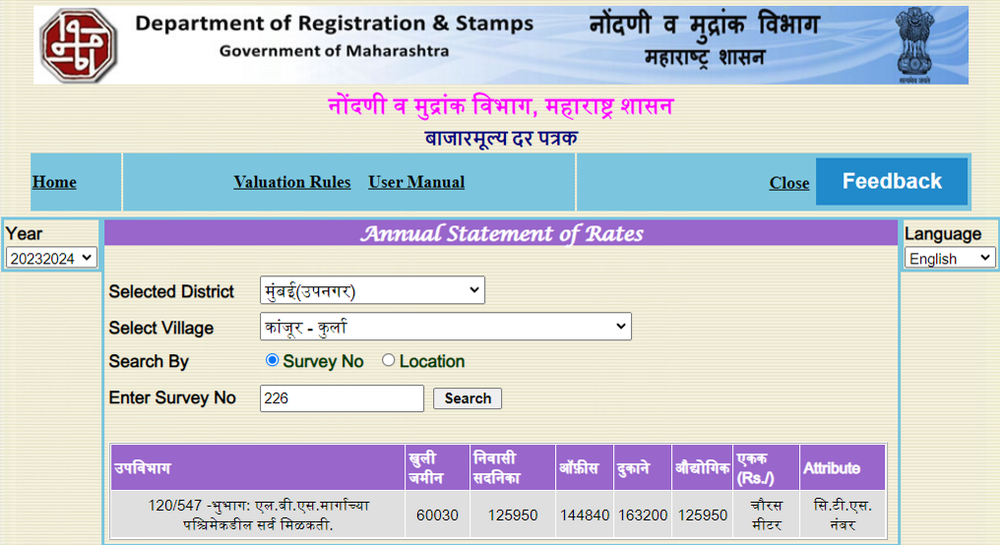 Department of Registration & Stamps
Government of Maharashtra
नोंदणी व मुद्रांक विभाग
महाराष्ट्र शासन
नोंदणी व मुद्रांक विभाग, महाराष्ट्र शासन
बाजारमूल्य दर पत्रक
Home Valuation Rules User Manual Close Feedback
Year Annual Statement of Rates Language
20232024 English
Selected District मुंबई(उपनगर)
Select Village कांजूर - कुर्ला
Search By Survey No Location
Enter Survey No 226 Search
उपविभाग खुली जमीन निवासी सदनिका ऑफ़ीस दुकाने औद्योगिक एकक (Rs./) Attribute
120/547 -भुभाग: एल.बी.एस.मार्गाच्या पश्चिमेकडील सर्व मिळकती. 60030 125950 144840 163200 125950 चौरस मीटर सि.टी.एस. नंबर